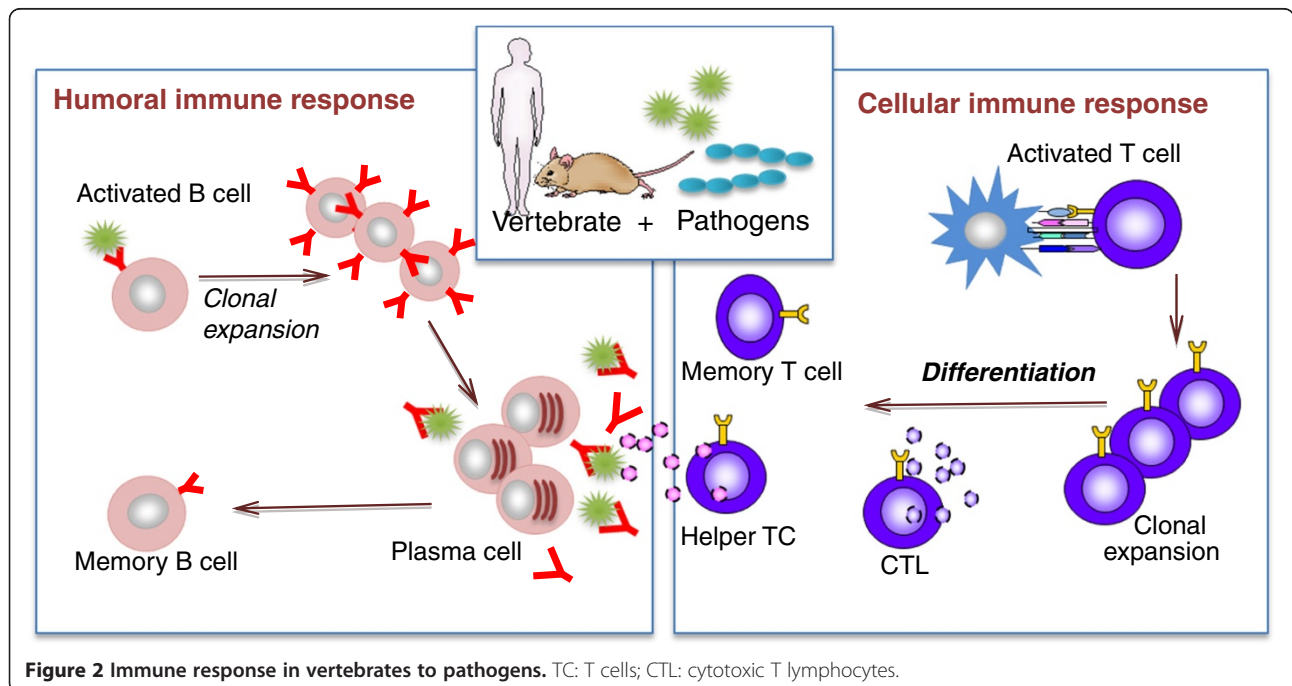 Humoral immune response
Activated B cell
Clonal
expansion
Plasma cell
Memory B cell
Vertebrate + Pathogens
Cellular immune response
Activated T cell
Memory T cell
Differentiation
Helper TC
CTL
Clonal
expansion
Figure 2 Immune response in vertebrates to pathogens. TC: T cells; CTL: cytotoxic T lymphocytes.